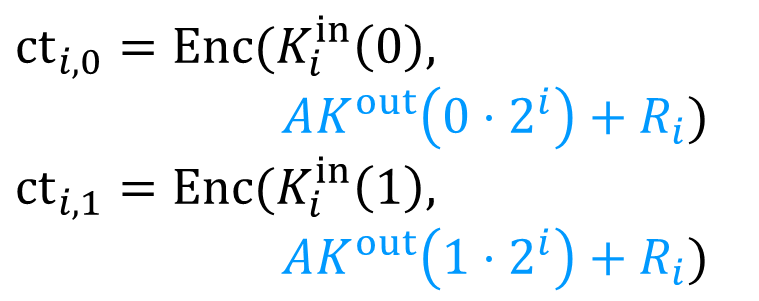 ct_{i,0} = Enc(K_i^{in}(0),
AK^{out}(0 · 2^i) + R_i)
ct_{i,1} = Enc(K_i^{in}(1),
AK^{out}(1 · 2^i) + R_i)